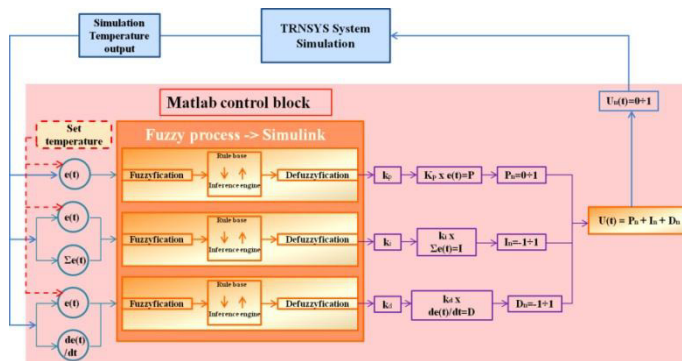 Simulation
Temperature
output
TRNSYS System
Simulation
Matlab control block
Uₙ(t)=0÷1
Set
temperature
Fuzzy process -> Simulink
e(t)
Fuzzyfication
Rule base
Inference engine
Defuzzyfication
kₚ
Kₚ x e(t)=P
Pₙ=0÷1
e(t)
Σe(t)
Fuzzyfication
Rule base
Inference engine
Defuzzyfication
kᵢ
kᵢ x
Σe(t)=I
Iₙ=-1÷1
U(t) = Pₙ + Iₙ + Dₙ
e(t)
de(t)
/dt
Fuzzyfication
Rule base
Inference engine
Defuzzyfication
k_d
k_d x
de(t)/dt=D
Dₙ=-1÷1